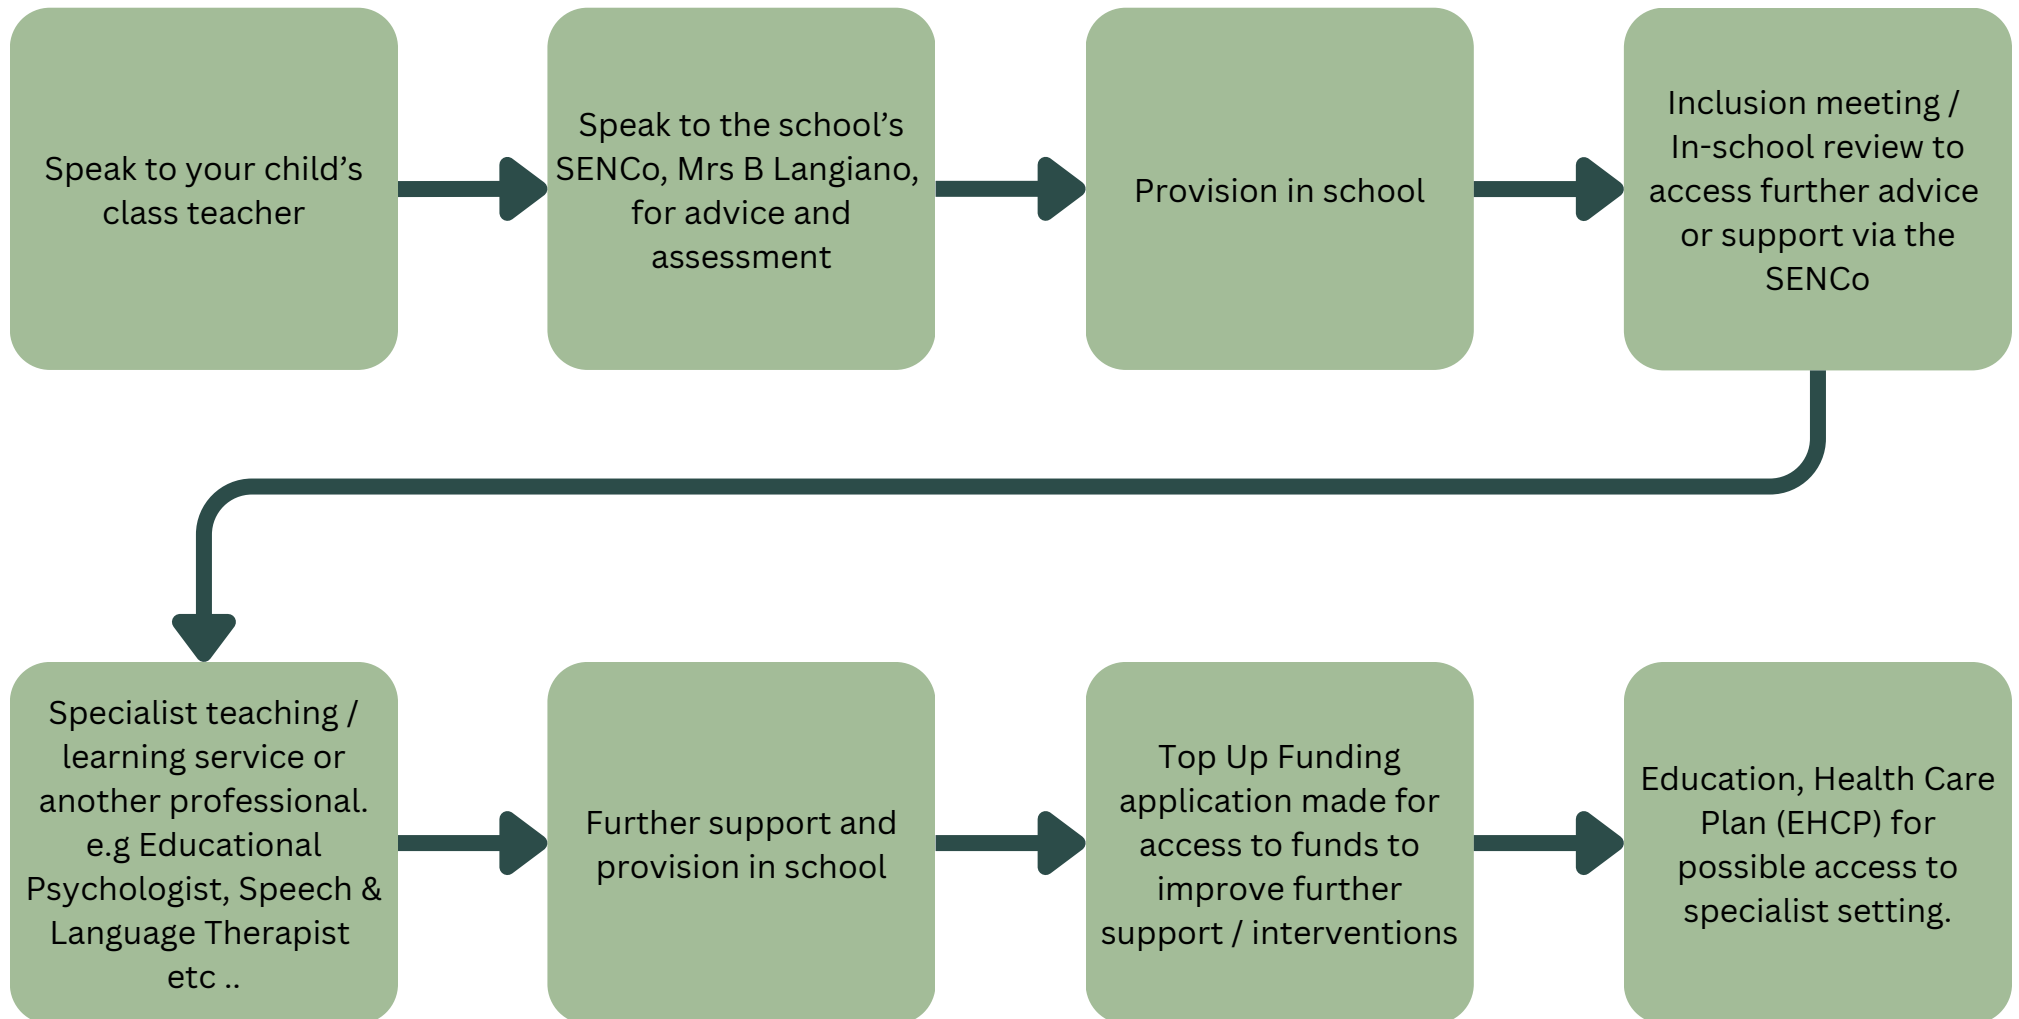 Speak to your child’s
class teacher
Speak to the school’s
SENCo, Mrs B Langiano,
for advice and
assessment
Provision in school
Inclusion meeting /
In-school review to
access further advice
or support via the
SENCo
Specialist teaching /
learning service or
another professional.
e.g Educational
Psychologist, Speech &
Language Therapist
etc ..
Further support and
provision in school
Top Up Funding
application made for
access to funds to
improve further
support / interventions
Education, Health Care
Plan (EHCP) for
possible access to
specialist setting.